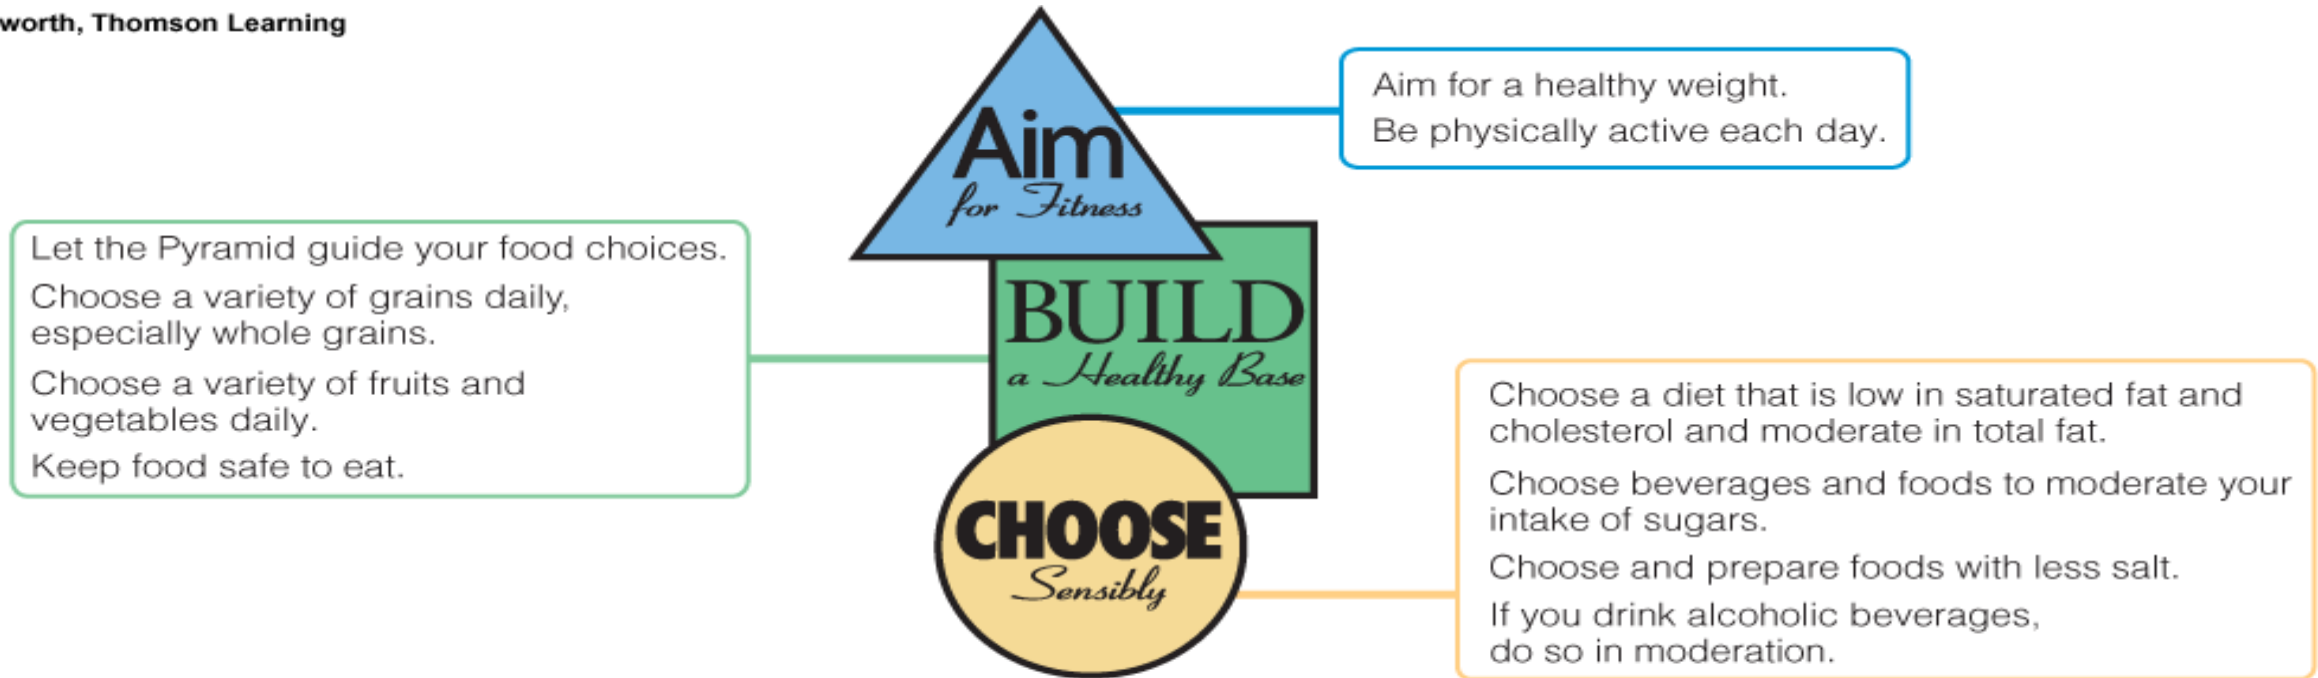 worth, Thomson Learning
Aim
for Fitness
Aim for a healthy weight.
Be physically active each day.
BUILD
a Healthy Base
Let the Pyramid guide your food choices.
Choose a variety of grains daily,
especially whole grains.
Choose a variety of fruits and
vegetables daily.
Keep food safe to eat.
CHOOSE
Sensibly
Choose a diet that is low in saturated fat and
cholesterol and moderate in total fat.
Choose beverages and foods to moderate your
intake of sugars.
Choose and prepare foods with less salt.
If you drink alcoholic beverages,
do so in moderation.